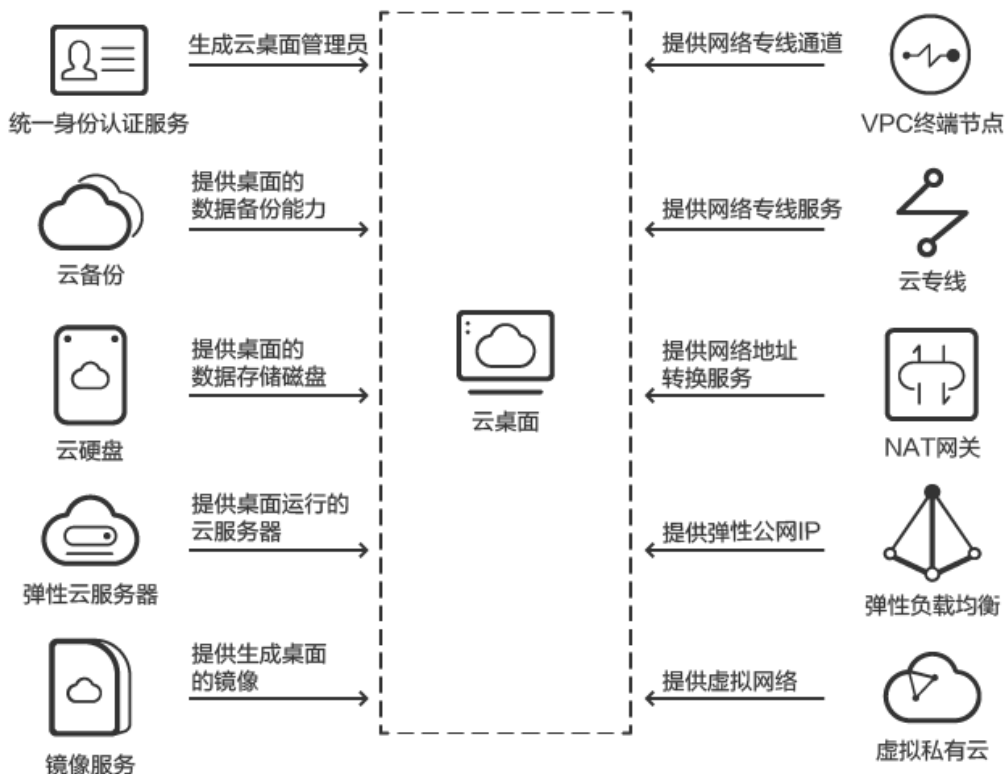 生成云桌面管理员
统一身份认证服务
提供桌面的
数据备份能力
云备份
提供桌面的
数据存储磁盘
云硬盘
提供桌面运行的
云服务器
弹性云服务器
提供生成桌面
的镜像
镜像服务
云桌面
提供网络专线通道
VPC终端节点
提供网络专线服务
云专线
提供网络地址
转换服务
NAT网关
提供弹性公网IP
弹性负载均衡
提供虚拟网络
虚拟私有云